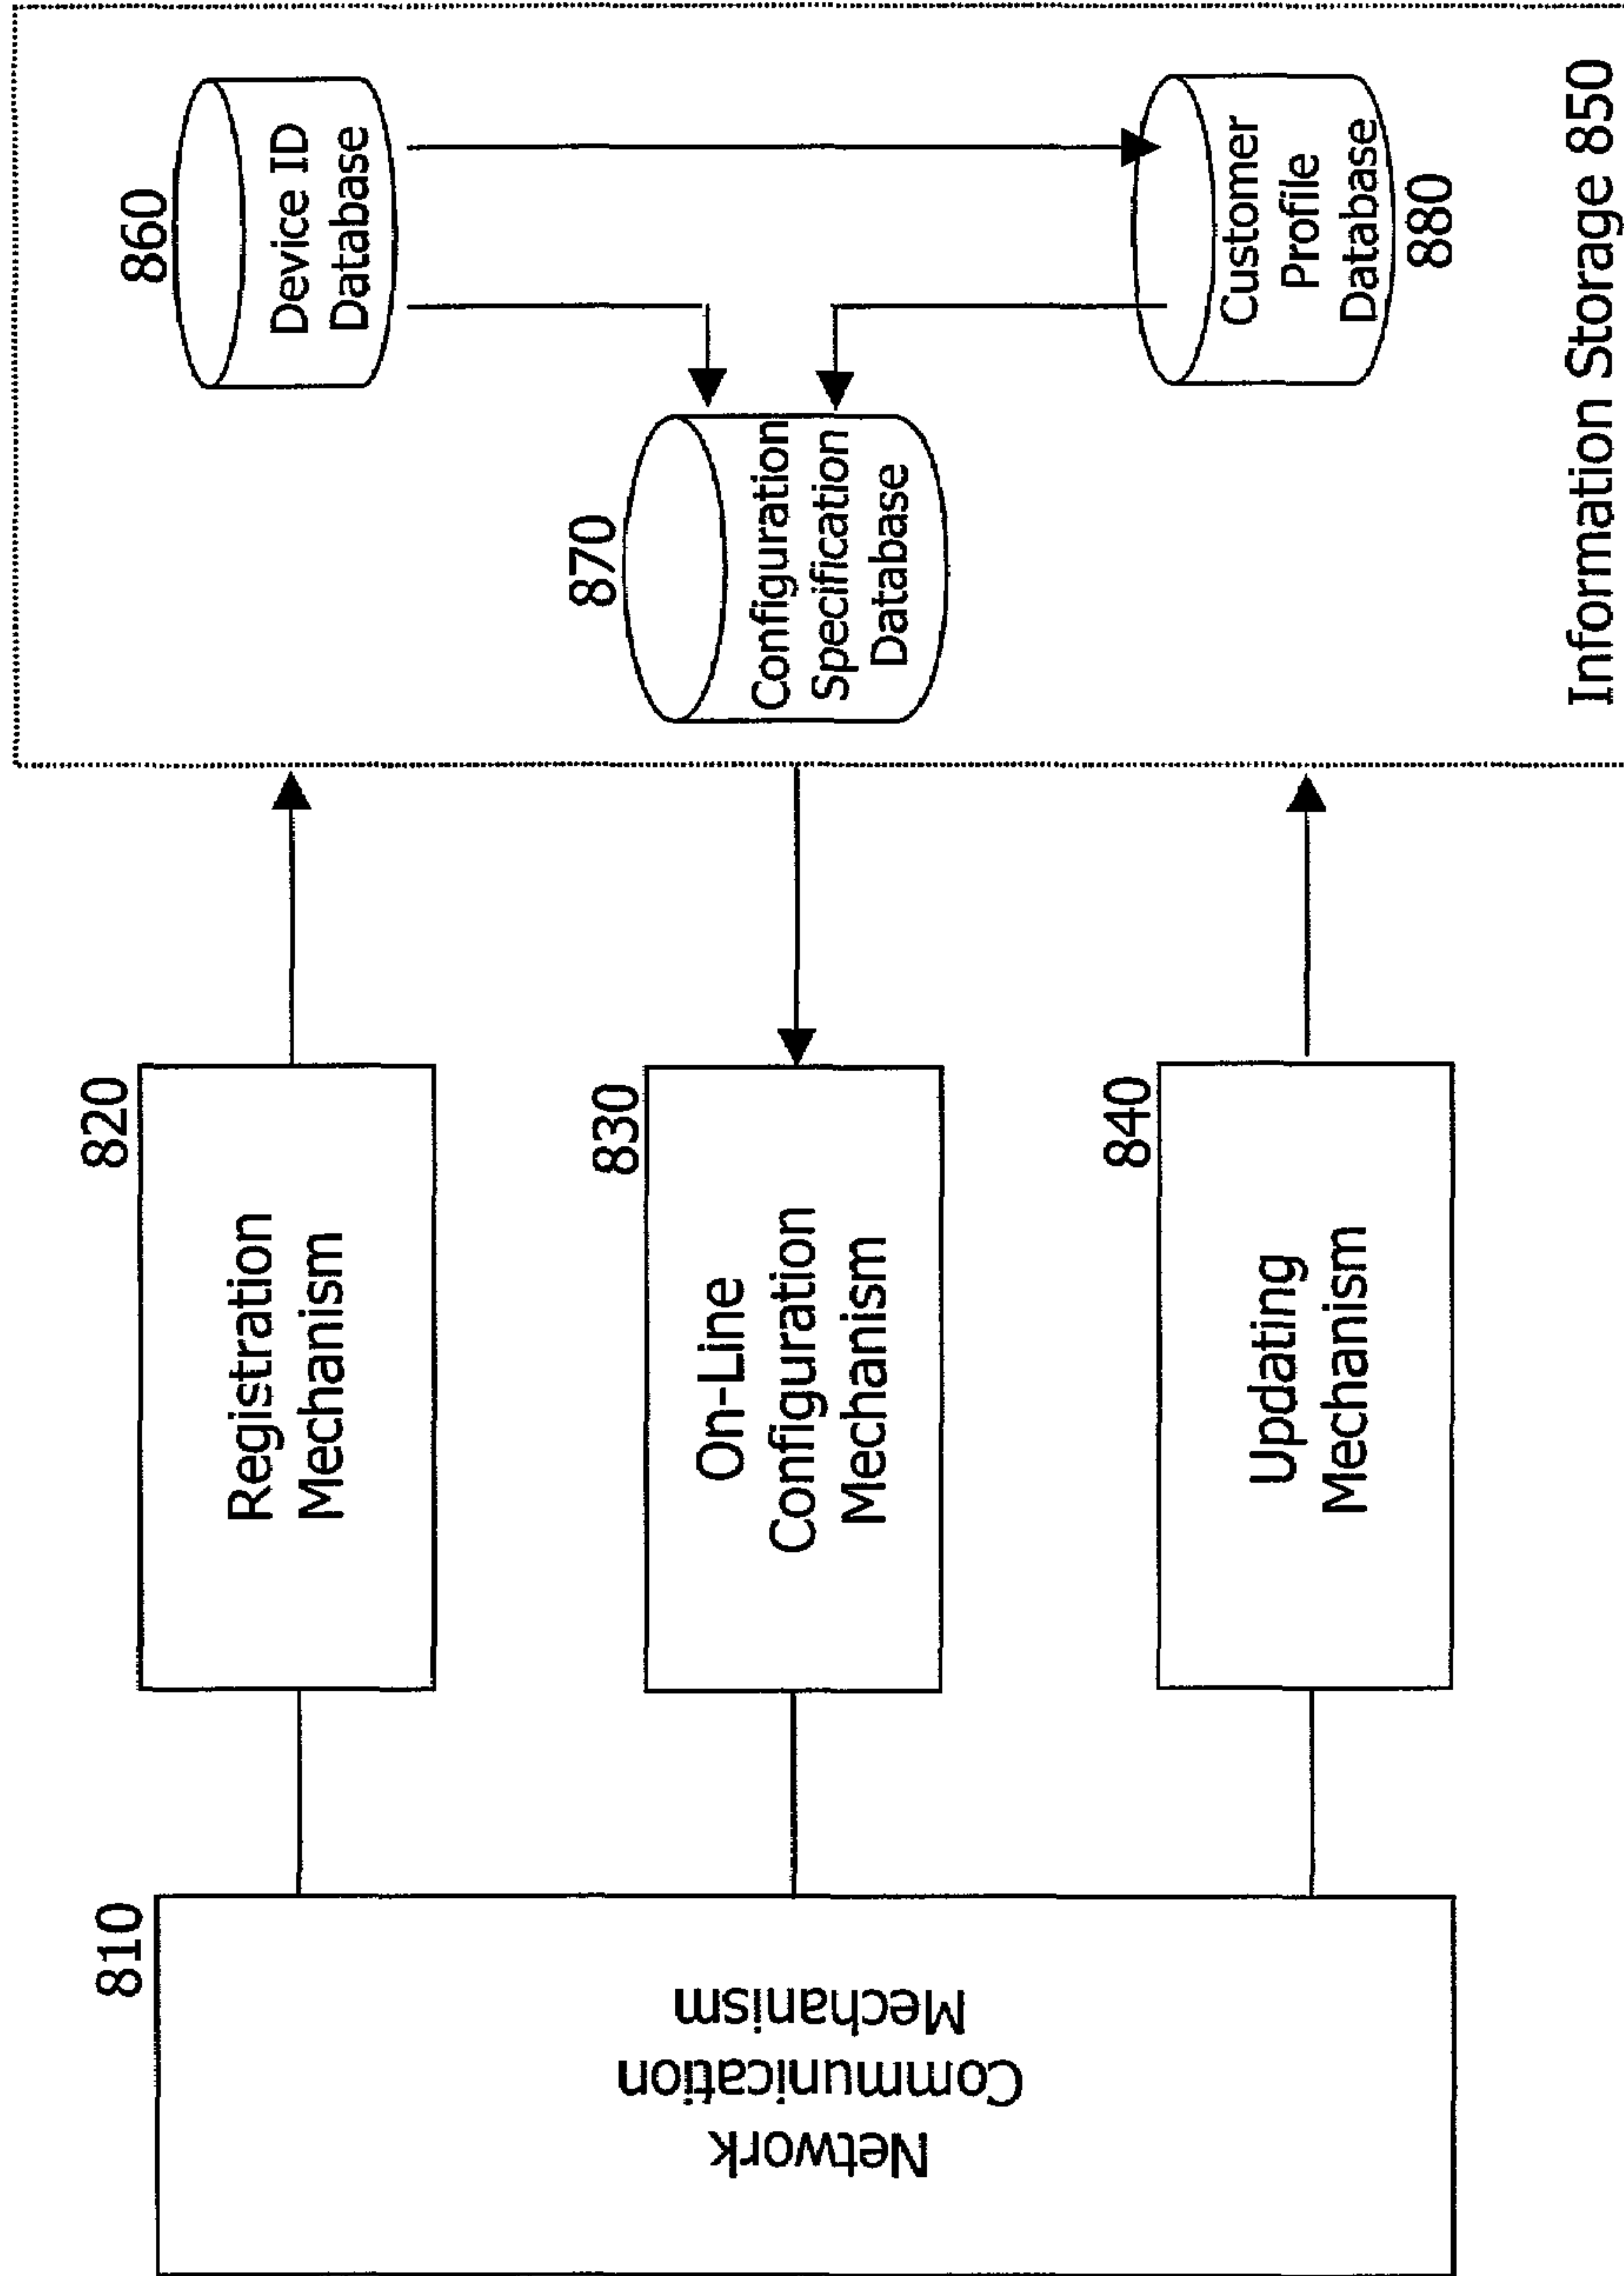 810
Network
Communication
Mechanism
820
Registration
Mechanism
830
On-Line
Configuration
Mechanism
840
Updating
Mechanism
860
Device ID
Database
870
Configuration
Specification
Database
Customer
Profile
Database
880
Information Storage 850